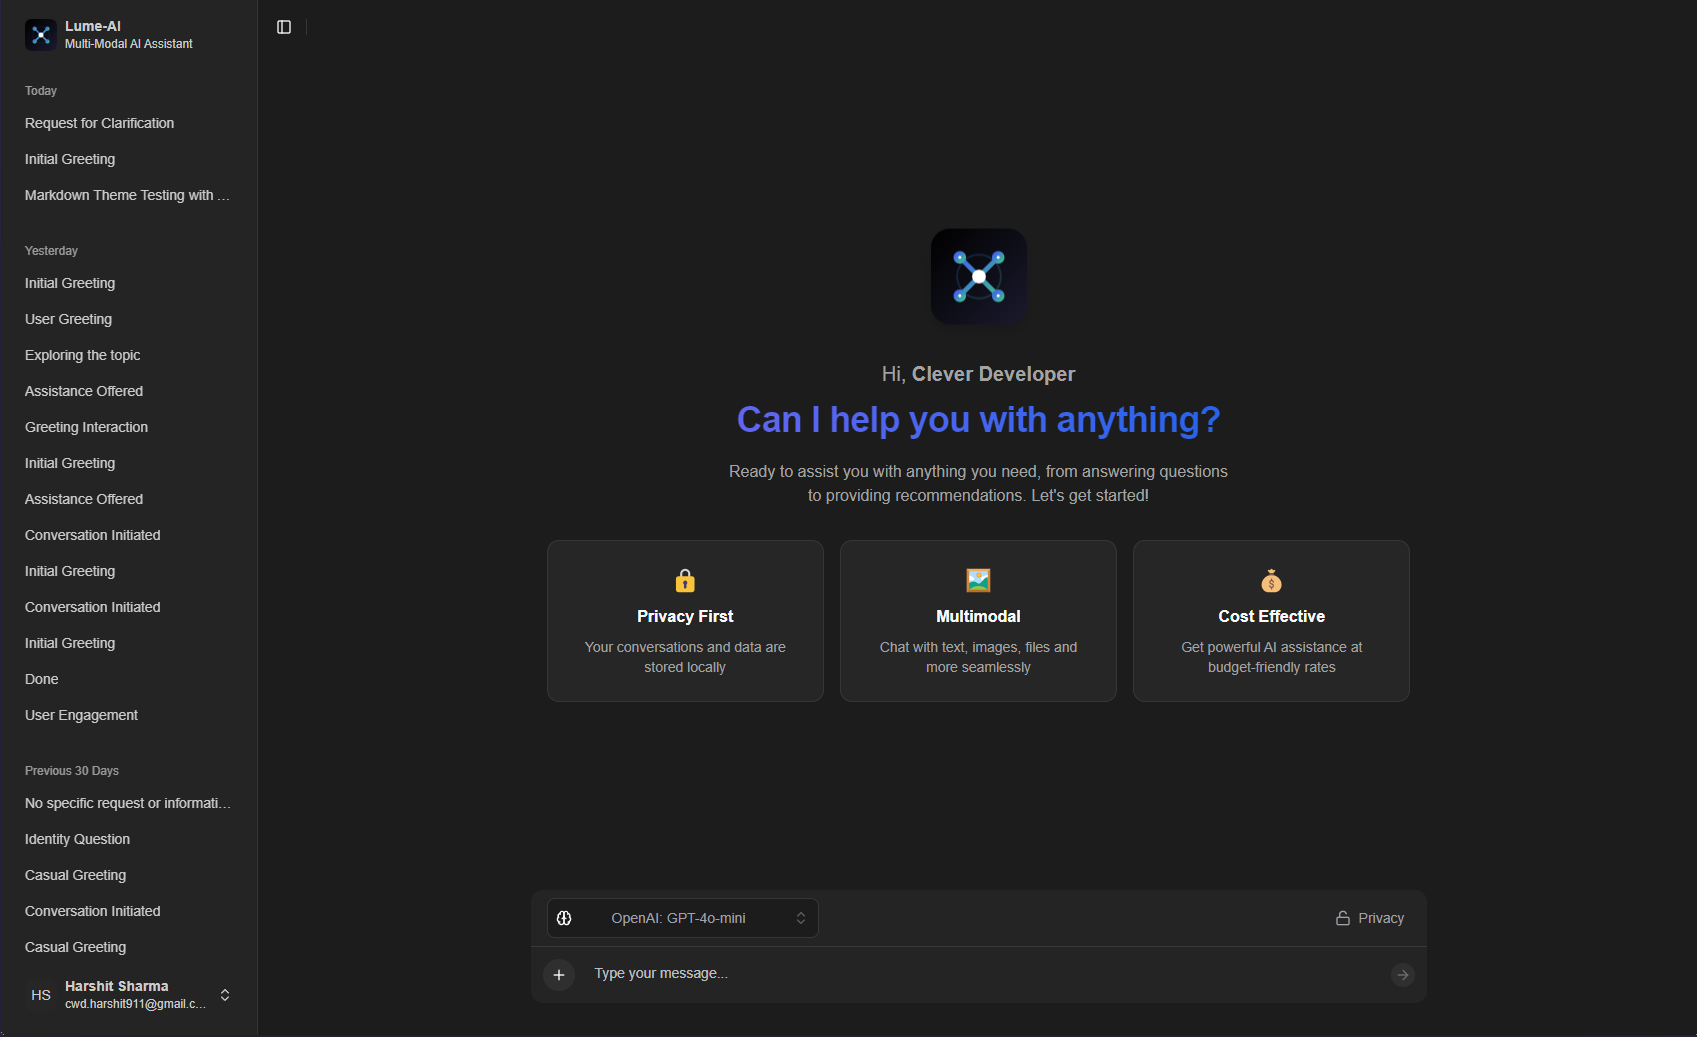 Lume-AI
Multi-Modal AI Assistant
Today
Request for Clarification
Initial Greeting
Markdown Theme Testing with ...
Yesterday
Initial Greeting
User Greeting
Exploring the topic
Assistance Offered
Greeting Interaction
Initial Greeting
Assistance Offered
Conversation Initiated
Initial Greeting
Conversation Initiated
Initial Greeting
Done
User Engagement
Previous 30 Days
No specific request or informati...
Identity Question
Casual Greeting
Conversation Initiated
Casual Greeting
HS
Harshit Sharma
cwd.harshit911@gmail.c...
Hi, Clever Developer
Can I help you with anything?
Ready to assist you with anything you need, from answering questions
to providing recommendations. Let's get started!
Privacy First
Your conversations and data are
stored locally
Multimodal
Chat with text, images, files and
more seamlessly
Cost Effective
Get powerful AI assistance at
budget-friendly rates
OpenAI: GPT-4o-mini
Privacy
Type your message...